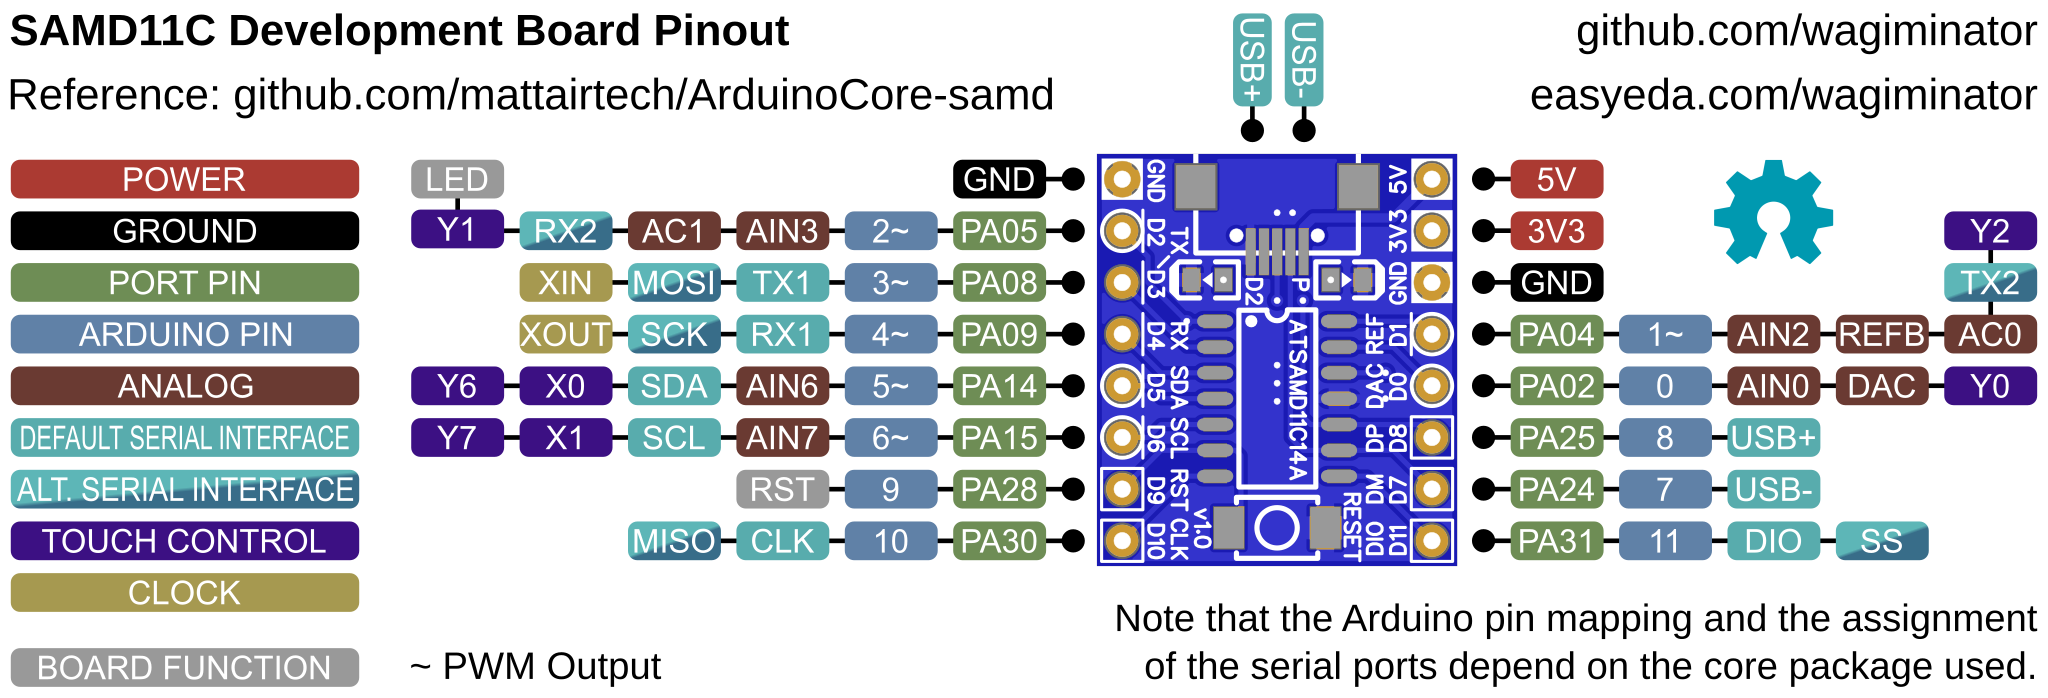 SAMD11C Development Board Pinout
Reference: github.com/mattairtech/ArduinoCore-samd
USB+ USB-
github.com/wagiminator
easyeda.com/wagiminator
POWER
GROUND
PORT PIN
ARDUINO PIN
ANALOG
DEFAULT SERIAL INTERFACE
ALT. SERIAL INTERFACE
TOUCH CONTROL
CLOCK
BOARD FUNCTION
LED GND
Y1 RX2 AC1 AIN3 2~ PA05
XIN MOSI TX1 3~ PA08
XOUT SCK RX1 4~ PA09
Y6 X0 SDA AIN6 5~ PA14
Y7 X1 SCL AIN7 6~ PA15
RST 9 PA28
MISO CLK 10 PA30
GND
D2 TX
D3
D4 RX
D5 SDA
D6 SCL
D9 RST
D10 CLK
D2 P
ATSAMD11C14A
v1.0
RESET
5V
3V3
GND
REF D1
DAC D0
DP D8
DM D7
DIO D11
5V
3V3 Y2
GND TX2
PA04 1~ AIN2 REFB AC0
PA02 0 AIN0 DAC Y0
PA25 8 USB+
PA24 7 USB-
PA31 11 DIO SS
~ PWM Output
Note that the Arduino pin mapping and the assignment
of the serial ports depend on the core package used.